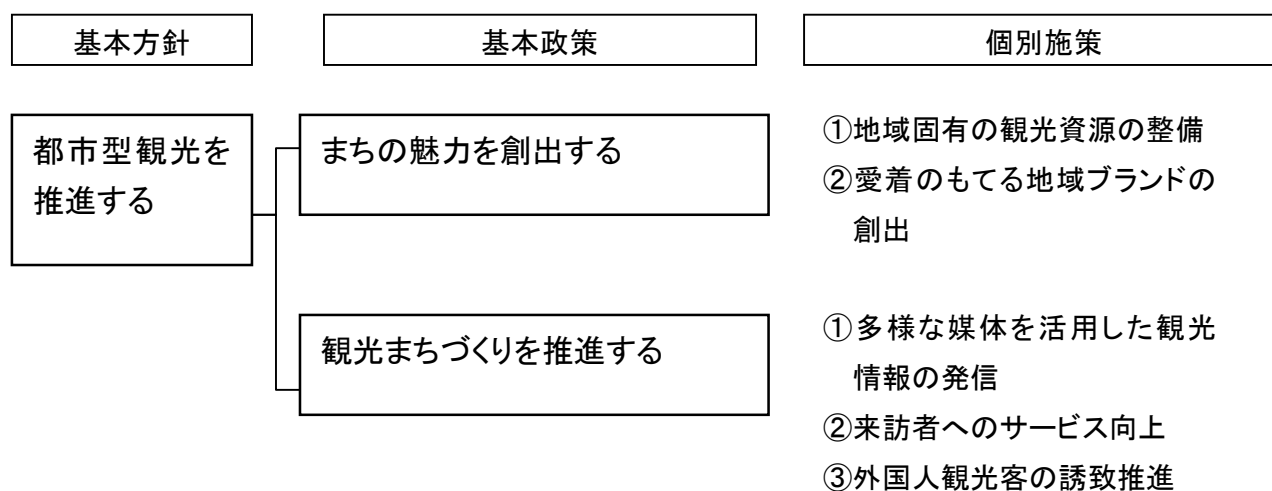 基本方針
基本政策
個別施策
都市型観光を
推進する
まちの魅力を創出する
①地域固有の観光資源の整備
②愛着のもてる地域ブランドの
創出
観光まちづくりを推進する
①多様な媒体を活用した観光
情報の発信
②来訪者へのサービス向上
③外国人観光客の誘致推進